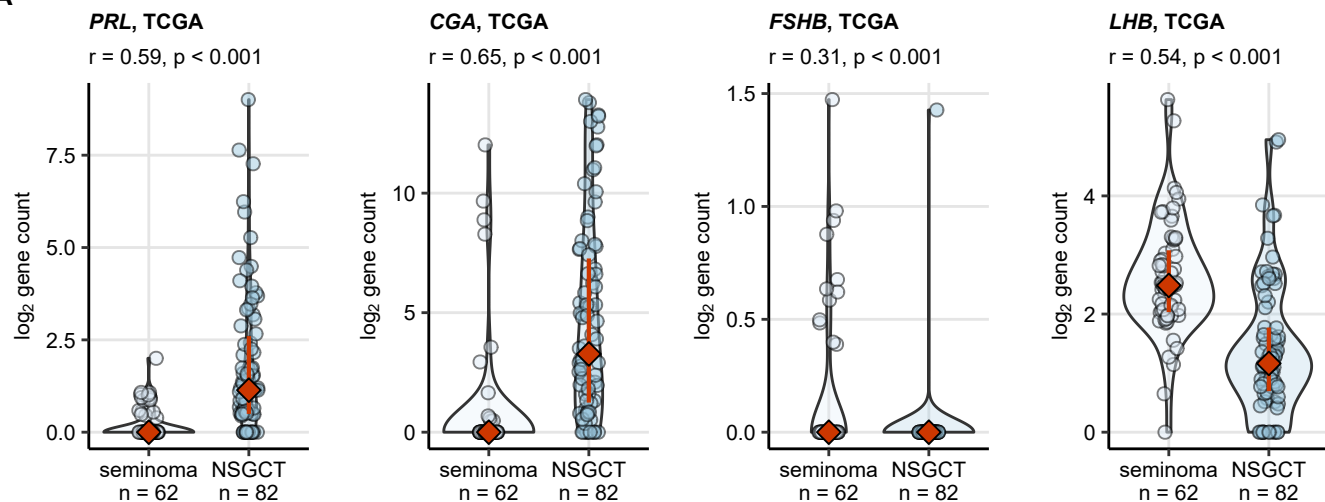 PRL, TCGA
r = 0.59, p < 0.001
log₂ gene count
7.5
5.0
2.5
0.0
seminoma
n = 62
NSGCT
n = 82
CGA, TCGA
r = 0.65, p < 0.001
log₂ gene count
10
5
0
seminoma
n = 62
NSGCT
n = 82
FSHB, TCGA
r = 0.31, p < 0.001
log₂ gene count
1.5
1.0
0.5
0.0
seminoma
n = 62
NSGCT
n = 82
LHB, TCGA
r = 0.54, p < 0.001
log₂ gene count
4
2
0
seminoma
n = 62
NSGCT
n = 82